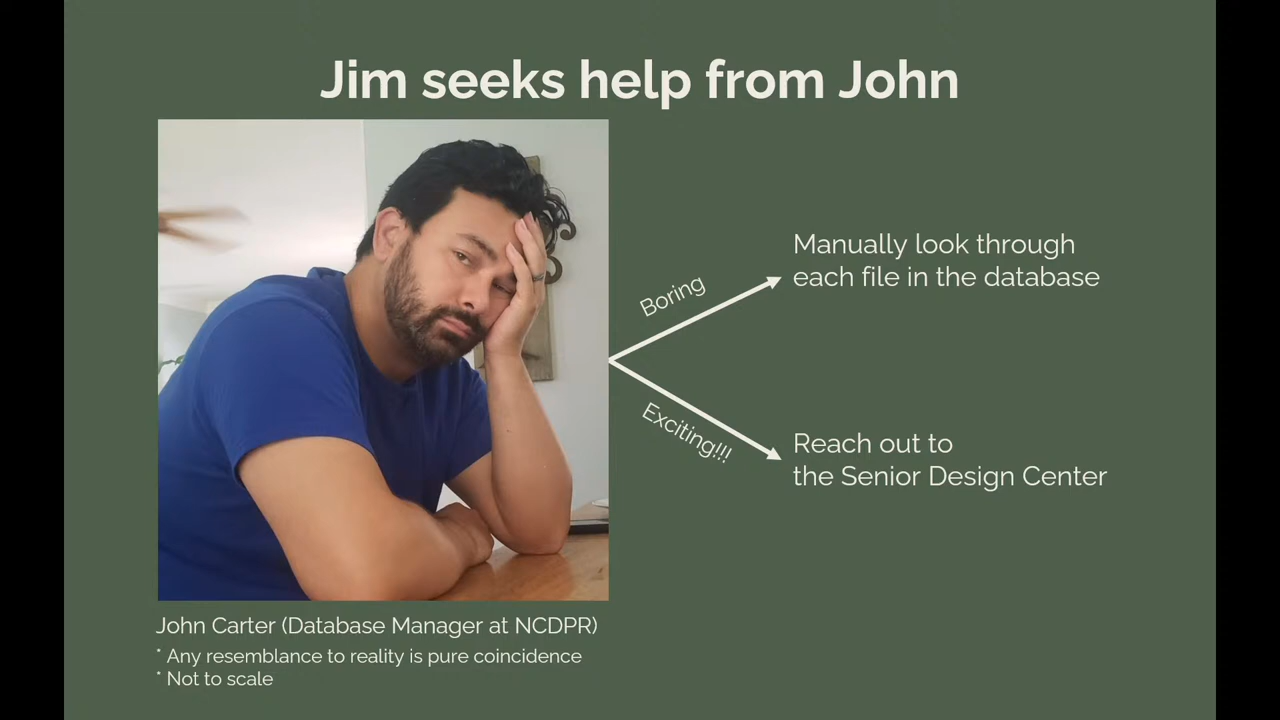 Jim seeks help from John
Boring
Manually look through
each file in the database
Exciting!!!
Reach out to
the Senior Design Center
John Carter (Database Manager at NCDPR)
* Any resemblance to reality is pure coincidence
* Not to scale